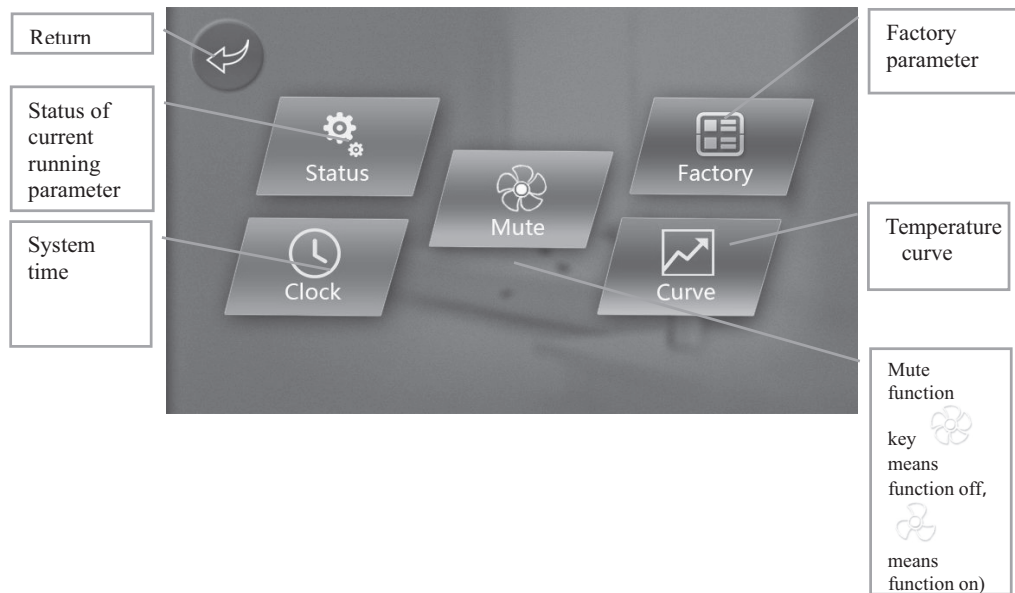 Return
Status of
current
running
parameter
System
time
Status
Clock
Mute
Factory
Curve
Factory
parameter
Temperature
curve
Mute
function
key
means
function off,
means
function on)